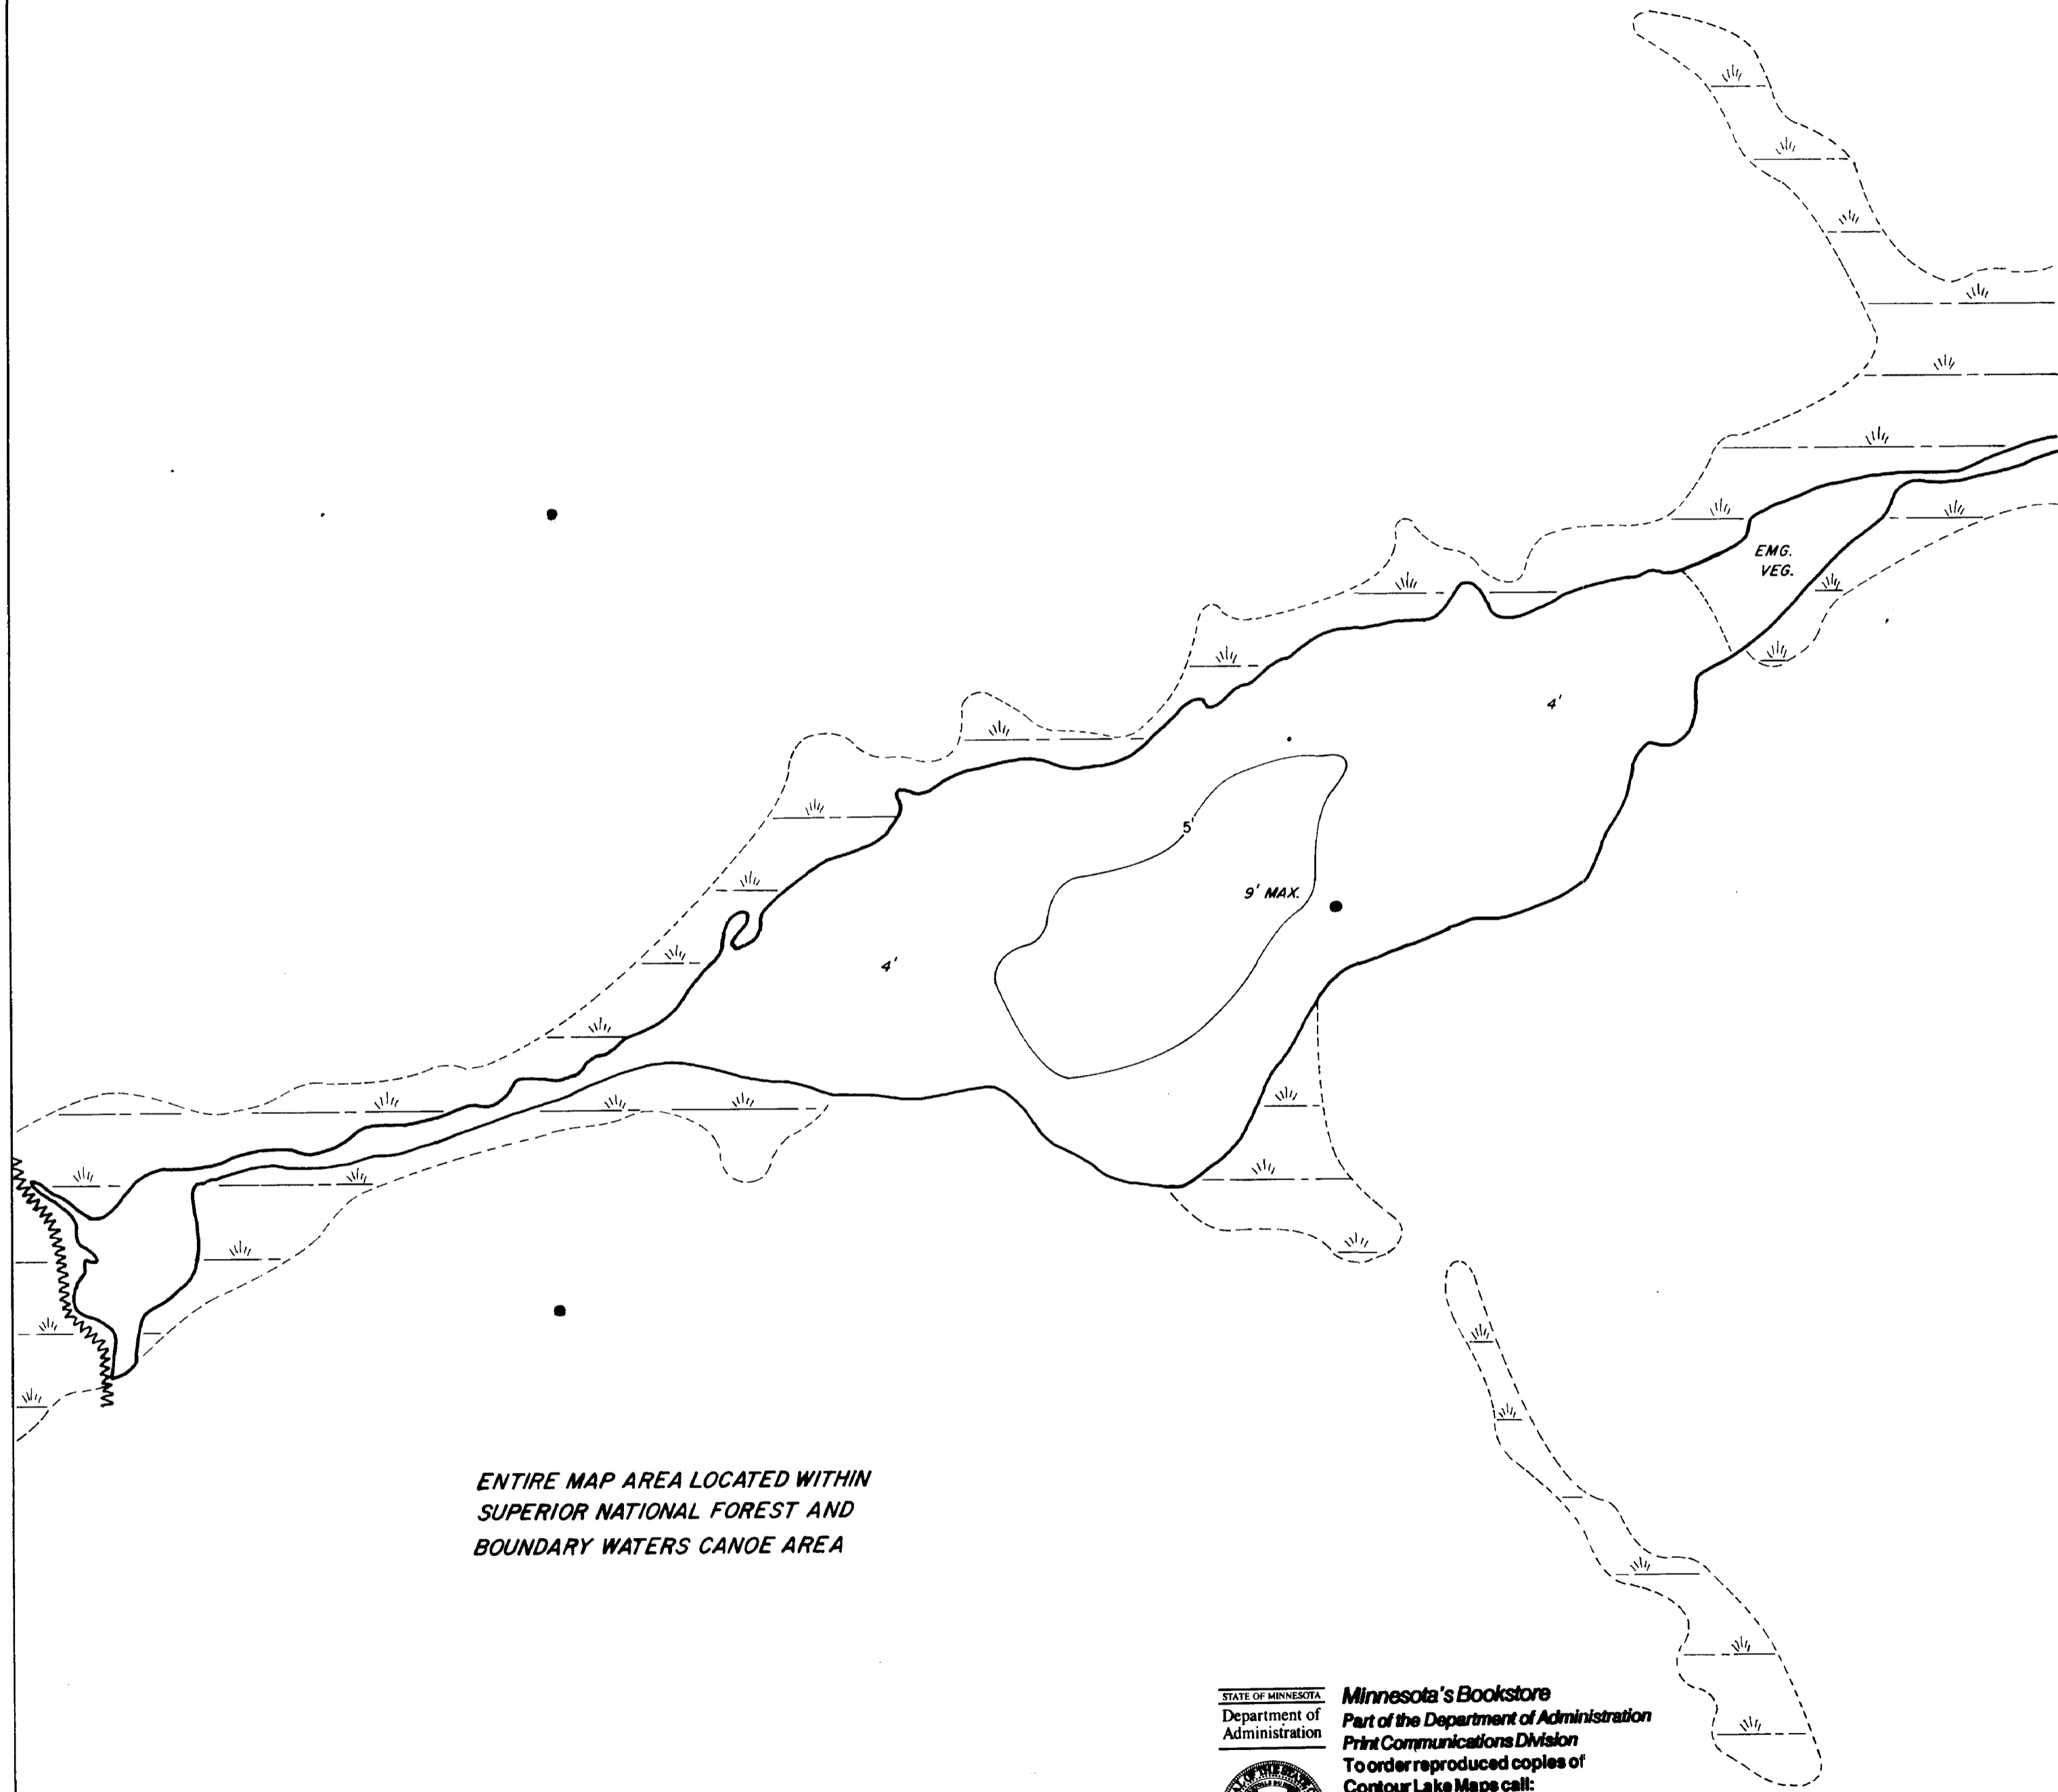 EMG.
VEG.
4'
5'
9' MAX.
4'
ENTIRE MAP AREA LOCATED WITHIN
SUPERIOR NATIONAL FOREST AND
BOUNDARY WATERS CANOE AREA
STATE OF MINNESOTA
Department of
Administration
Minnesota's Bookstore
Part of the Department of Administration
Print Communications Division
To order reproduced copies of
Contour Lake Maps call: